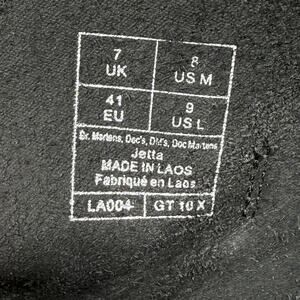 7 8
UK US M
41 9
EU US L
Dr. Martens, Doc's, DM's, Doc Martens
Jetta
MADE IN LAOS
Fabriqué en Laos
LA004 GT 10 X